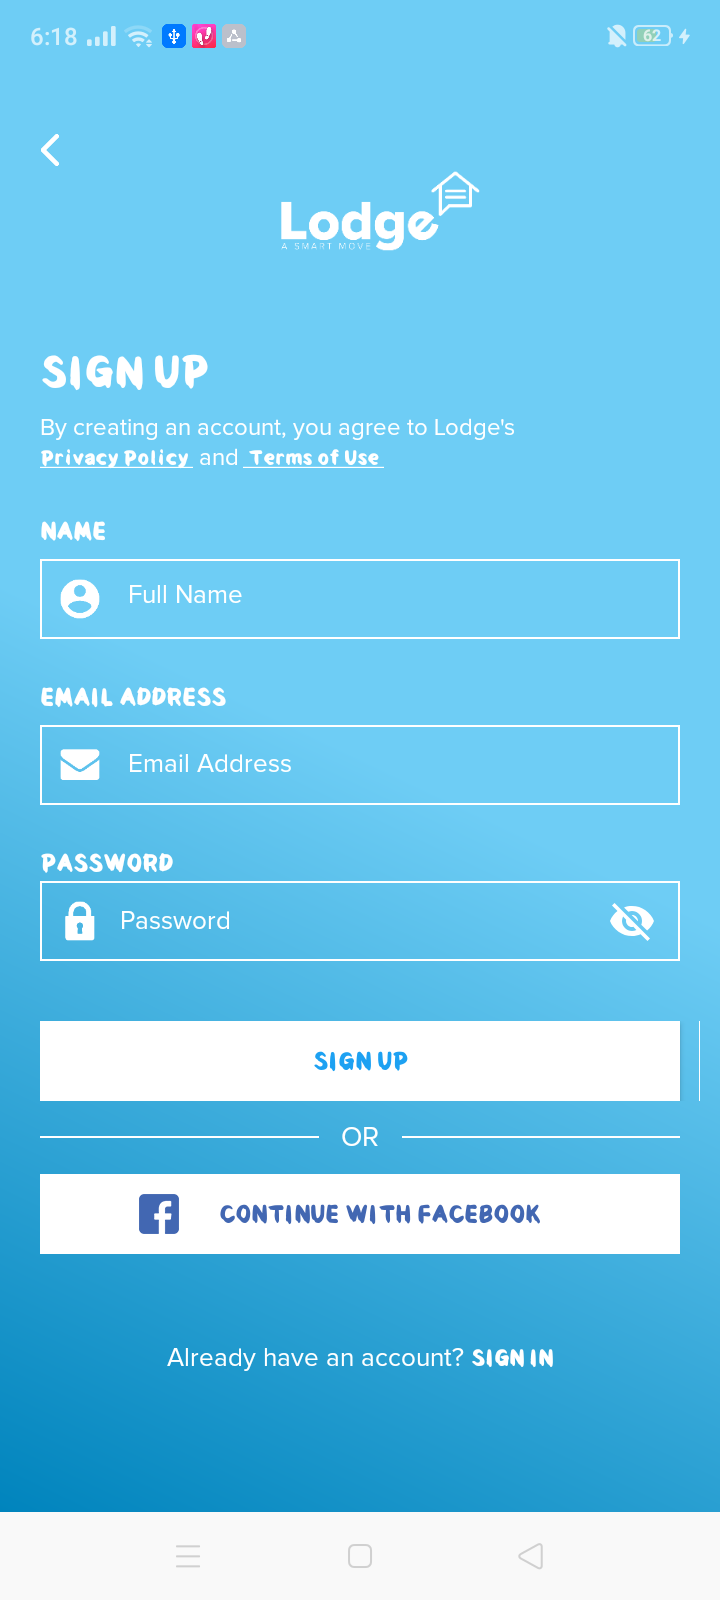 6:18
62
Lodge
A SMART MOVE
SIGN UP
By creating an account, you agree to Lodge's
Privacy Policy and Terms of Use
NAME
Full Name
EMAIL ADDRESS
Email Address
PASSWORD
Password
SIGN UP
OR
CONTINUE WITH FACEBOOK
Already have an account? SIGN IN